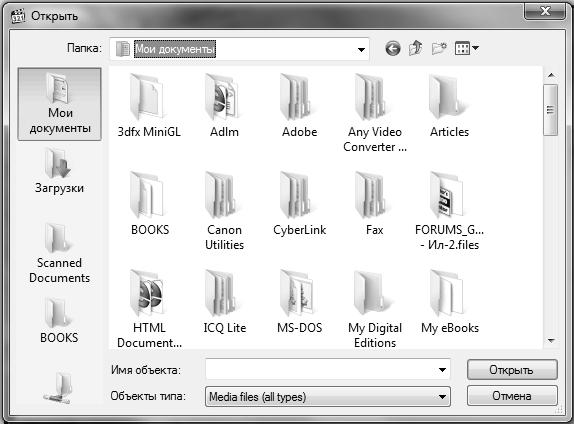 Открыть
Папка:
Мои документы
Мои
документы
Загрузки
Scanned
Documents
BOOKS
3dfx MiniGL
Adlm
Adobe
Any Video
Converter ...
Articles
BOOKS
Canon
Utilities
CyberLink
Fax
FORUMS_G...
- Ил-2.files
HTML
Document...
ICQ Lite
MS-DOS
My Digital
Editions
My eBooks
Имя объекта:
Открыть
Объекты типа:
Media files (all types)
Отмена